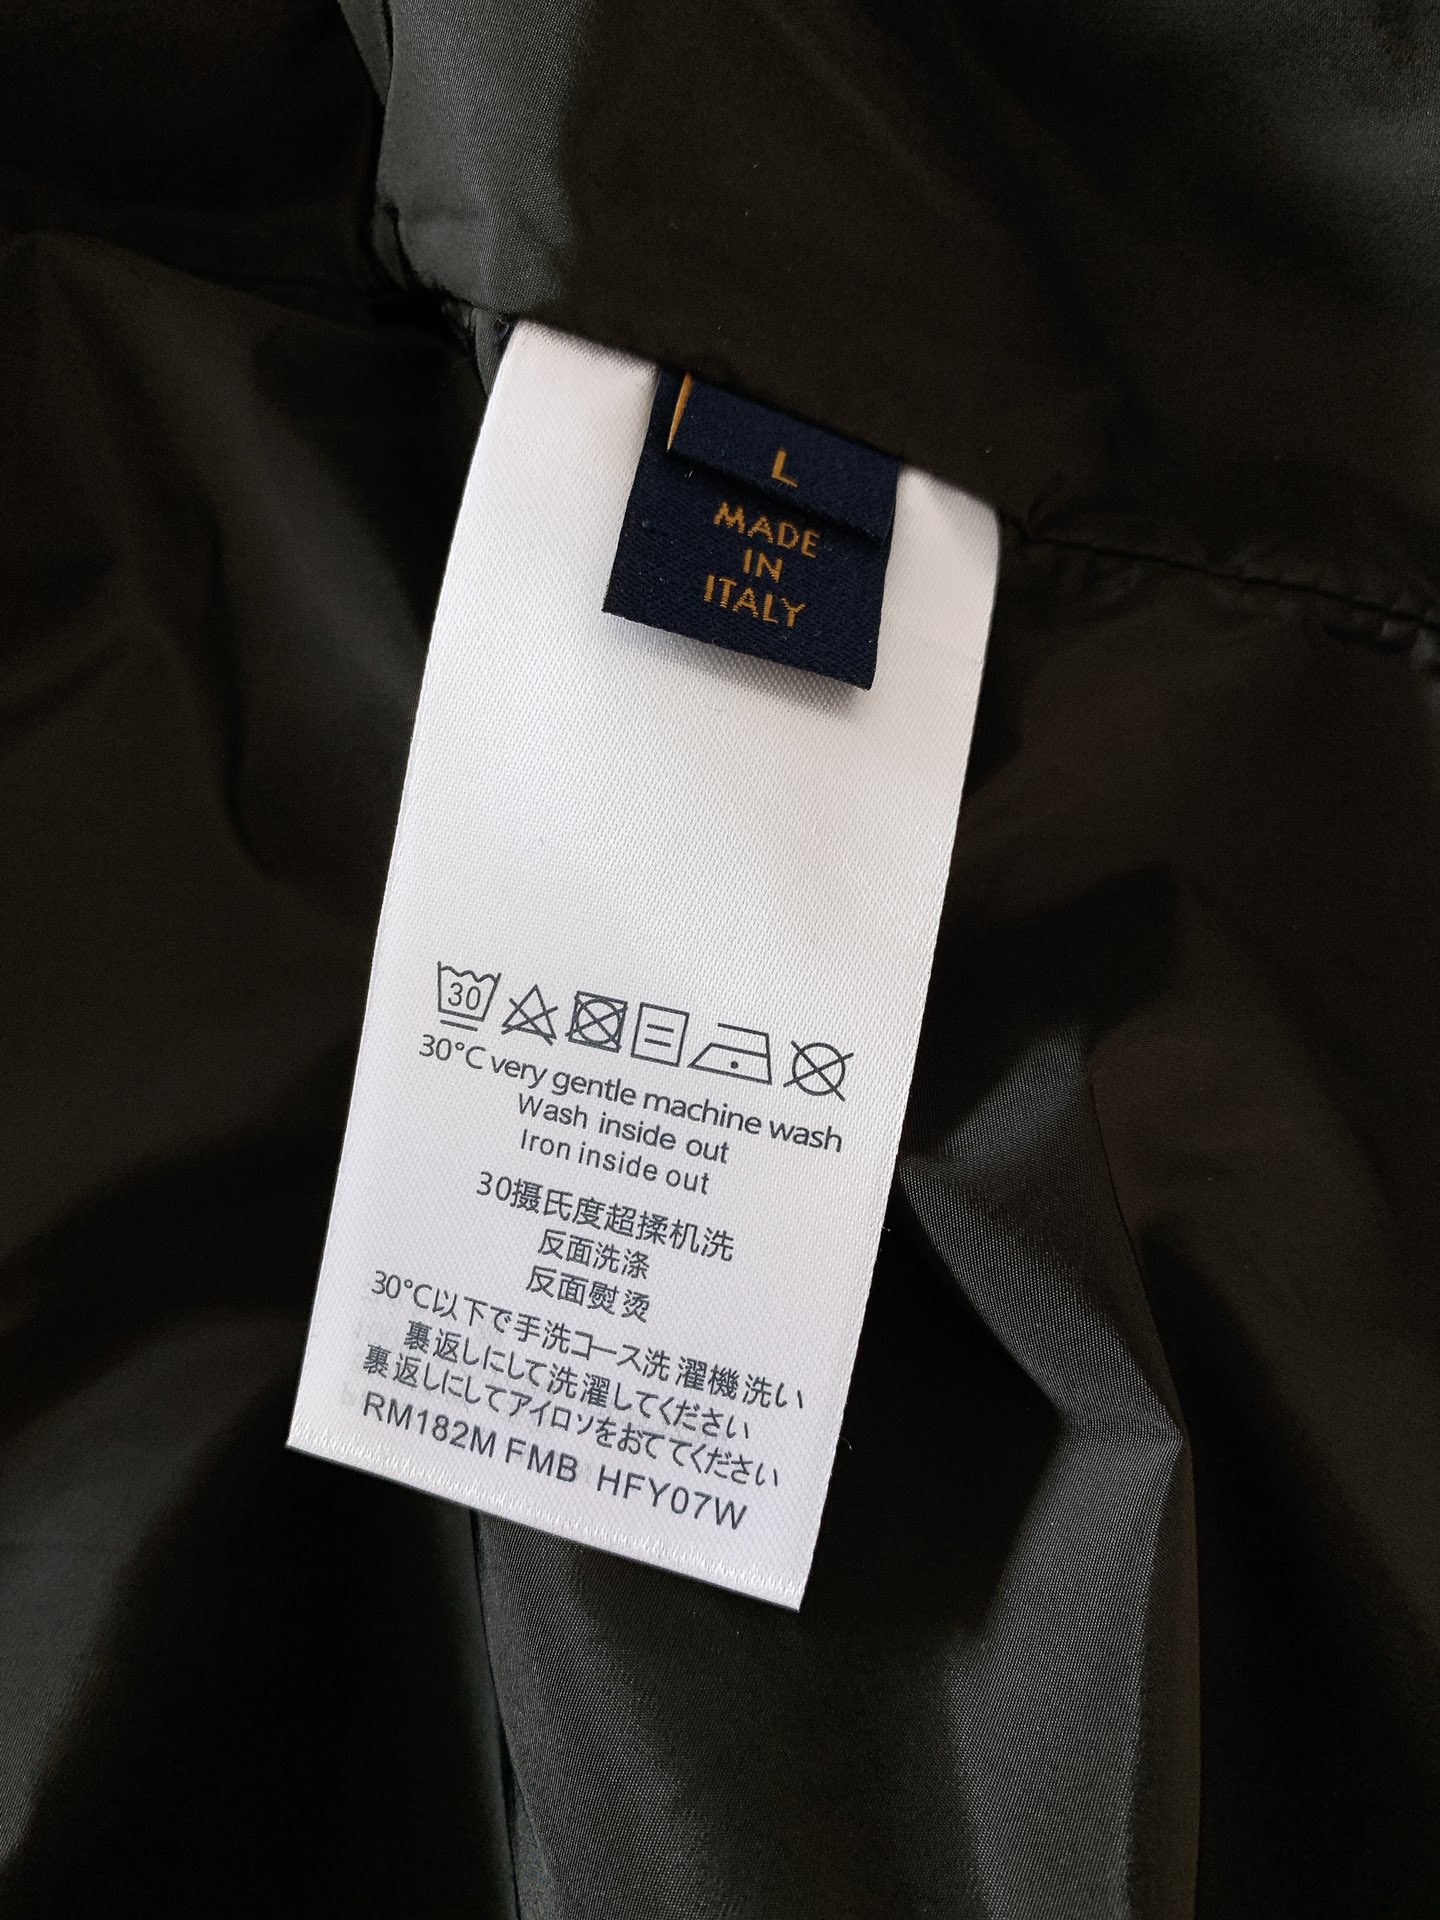 L
MADE
IN
ITALY
30
30°C very gentle machine wash
Wash inside out
Iron inside out
30摄氏度超揉机洗
反面洗涤
反面熨烫
30℃以下で手洗コース洗濯機洗い
裏返しにして洗濯してください
裏返しにしてアイロソをおててください
RM182M FMB HFY07W